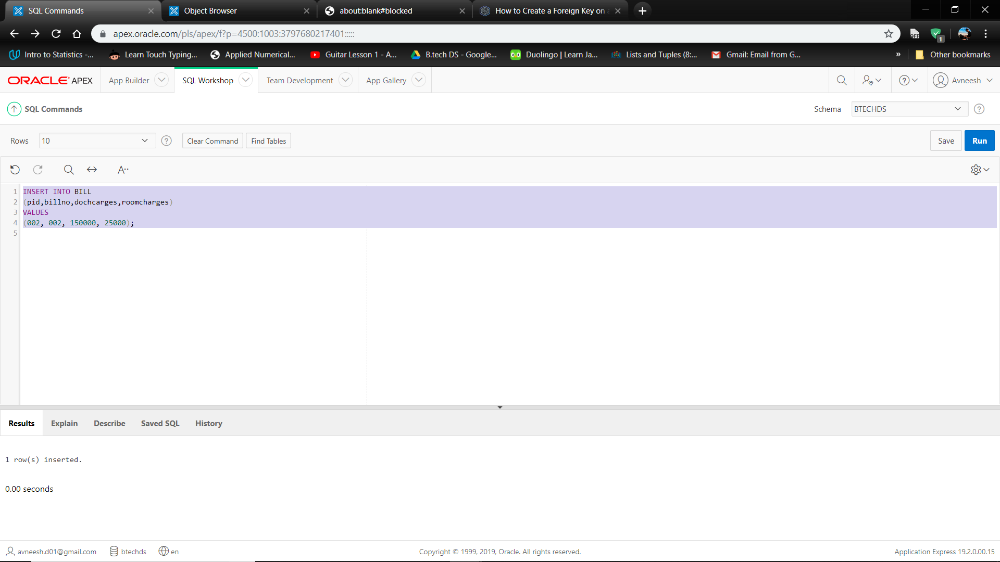 SQL Commands
Object Browser
about:blank#blocked
How to Create a Foreign Key on
apex.oracle.com/pls/apex/f?p=4500:1003:3797680217401:::::
OFF
1
Intro to Statistics -...
Learn Touch Typing...
Applied Numerical...
Guitar Lesson 1 - A...
B.tech DS - Google...
Duolingo | Learn Ja...
Lists and Tuples (8:...
Gmail: Email from G...
»
Other bookmarks
ORACLE APEX
App Builder
SQL Workshop
Team Development
App Gallery
Avneesh
SQL Commands
Schema
BTECHDS
Rows
10
Clear Command
Find Tables
Save
Run
A
1 INSERT INTO BILL
2 (pid,billno,dochcarges,roomcharges)
3 VALUES
4 (002, 002, 150000, 25000);
5
Results
Explain
Describe
Saved SQL
History
1 row(s) inserted.
0.00 seconds
avneesh.d01@gmail.com
btechds
en
Copyright © 1999, 2019, Oracle. All rights reserved.
Application Express 19.2.0.00.15